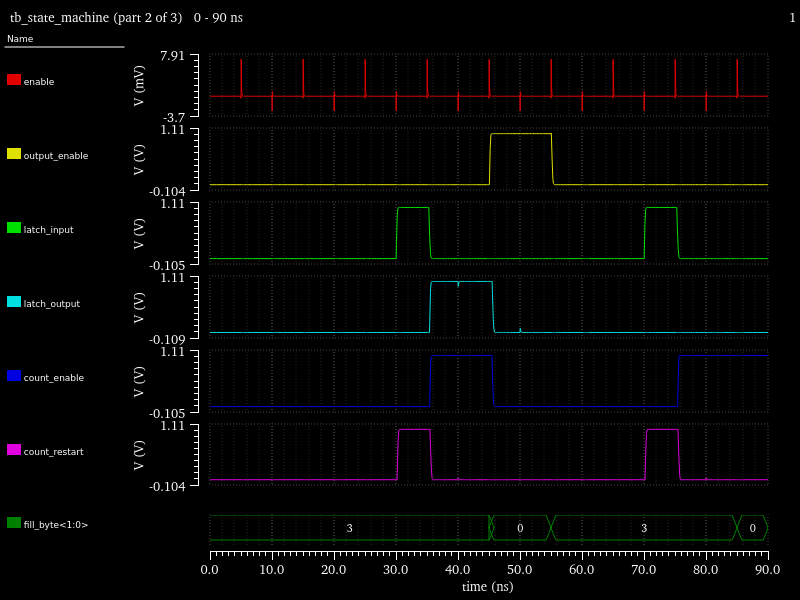 tb_state_machine (part 2 of 3) 0 - 90 ns 1
Name
enable V (mV) 7.91 -3.7
output_enable V (V) 1.11 -0.104
latch_input V (V) 1.11 -0.105
latch_output V (V) 1.11 -0.109
count_enable V (V) 1.11 -0.105
count_restart V (V) 1.11 -0.104
fill_byte<1:0> 3 0 3 0
0.0 10.0 20.0 30.0 40.0 50.0 60.0 70.0 80.0 90.0
time (ns)